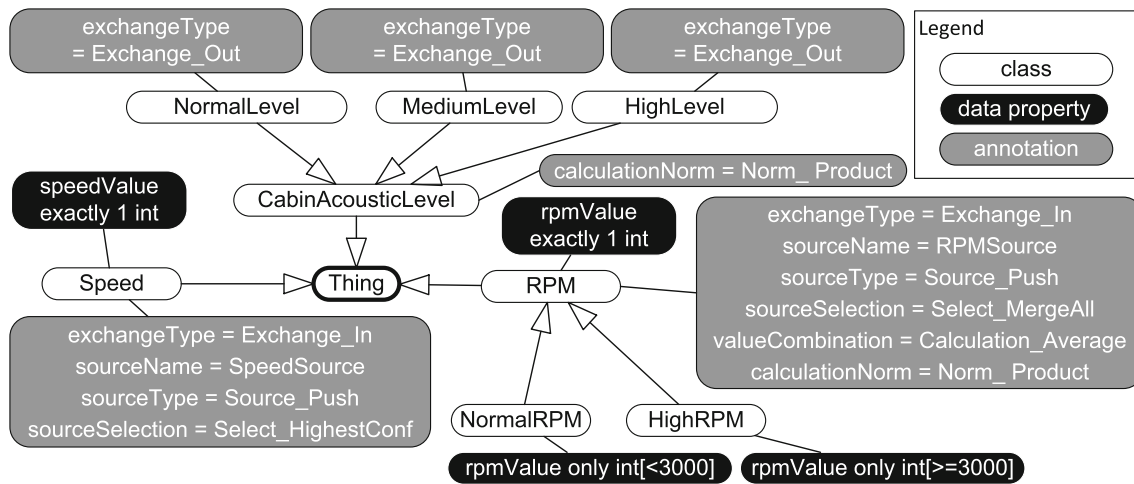 exchangeType
= Exchange_Out
exchangeType
= Exchange_Out
exchangeType
= Exchange_Out
Legend
class
data property
annotation
NormalLevel
MediumLevel
HighLevel
calculationNorm = Norm_ Product
speedValue
exactly 1 int
CabinAcousticLevel
rpmValue
exactly 1 int
exchangeType = Exchange_In
sourceName = RPMSource
sourceType = Source_Push
sourceSelection = Select_MergeAll
valueCombination = Calculation_Average
calculationNorm = Norm_ Product
Speed
Thing
RPM
exchangeType = Exchange_In
sourceName = SpeedSource
sourceType = Source_Push
sourceSelection = Select_HighestConf
NormalRPM
HighRPM
rpmValue only int[<3000]
rpmValue only int[>=3000]